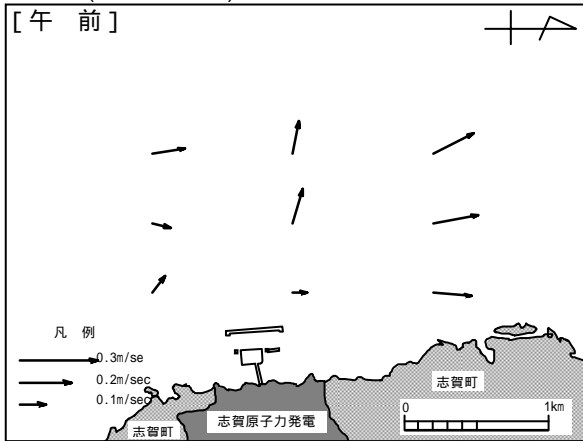 [午 前]
凡 例
0.3m/se
0.2m/sec
0.1m/sec
志賀町
志賀原子力発電
志賀町
0 1km